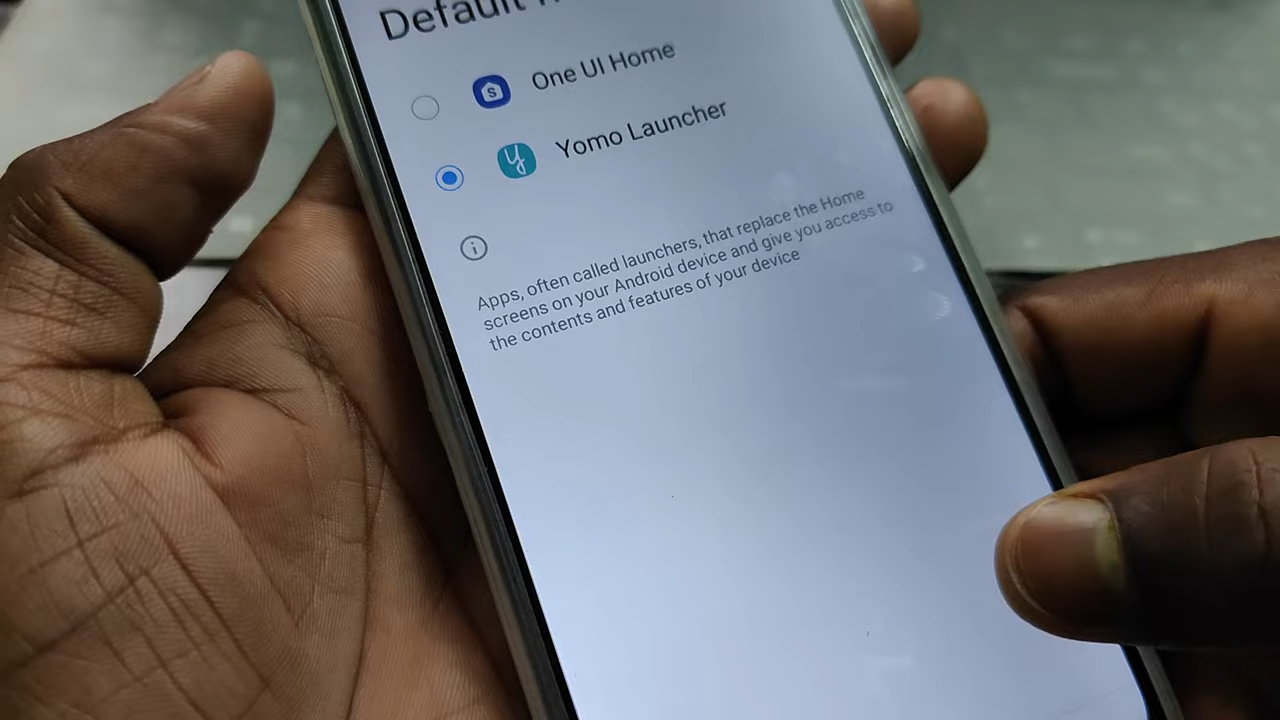 Default
One UI Home
Yomo Launcher
Apps, often called launchers, that replace the Home
screens on your Android device and give you access to
the contents and features of your device